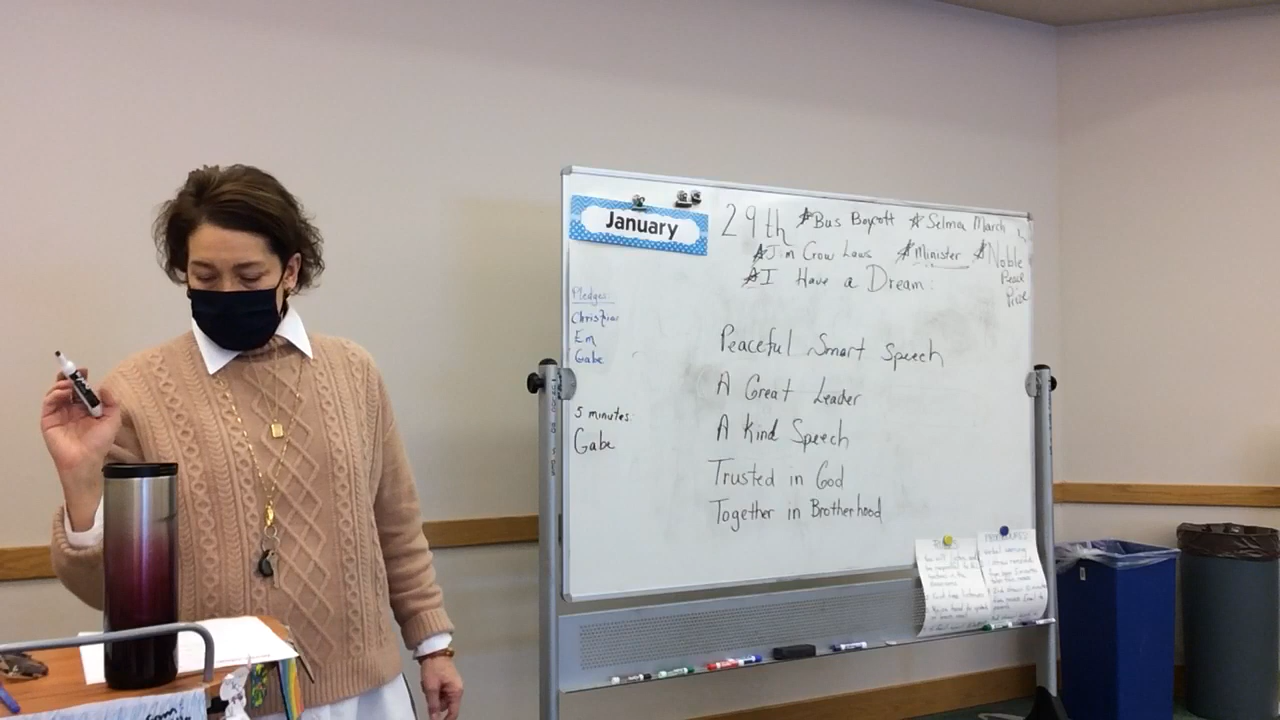 January
29th ☆Bus Boycott ☆Selma March
☆Jim Crow Laws ☆Minister ☆Noble
Peace
Prize
☆I Have a Dream:
Pledges:
Christian
Em
Gabe
5 minutes:
Gabe
Peaceful Smart Speech
A Great Leader
A Kind Speech
Trusted in God
Together in Brotherhood